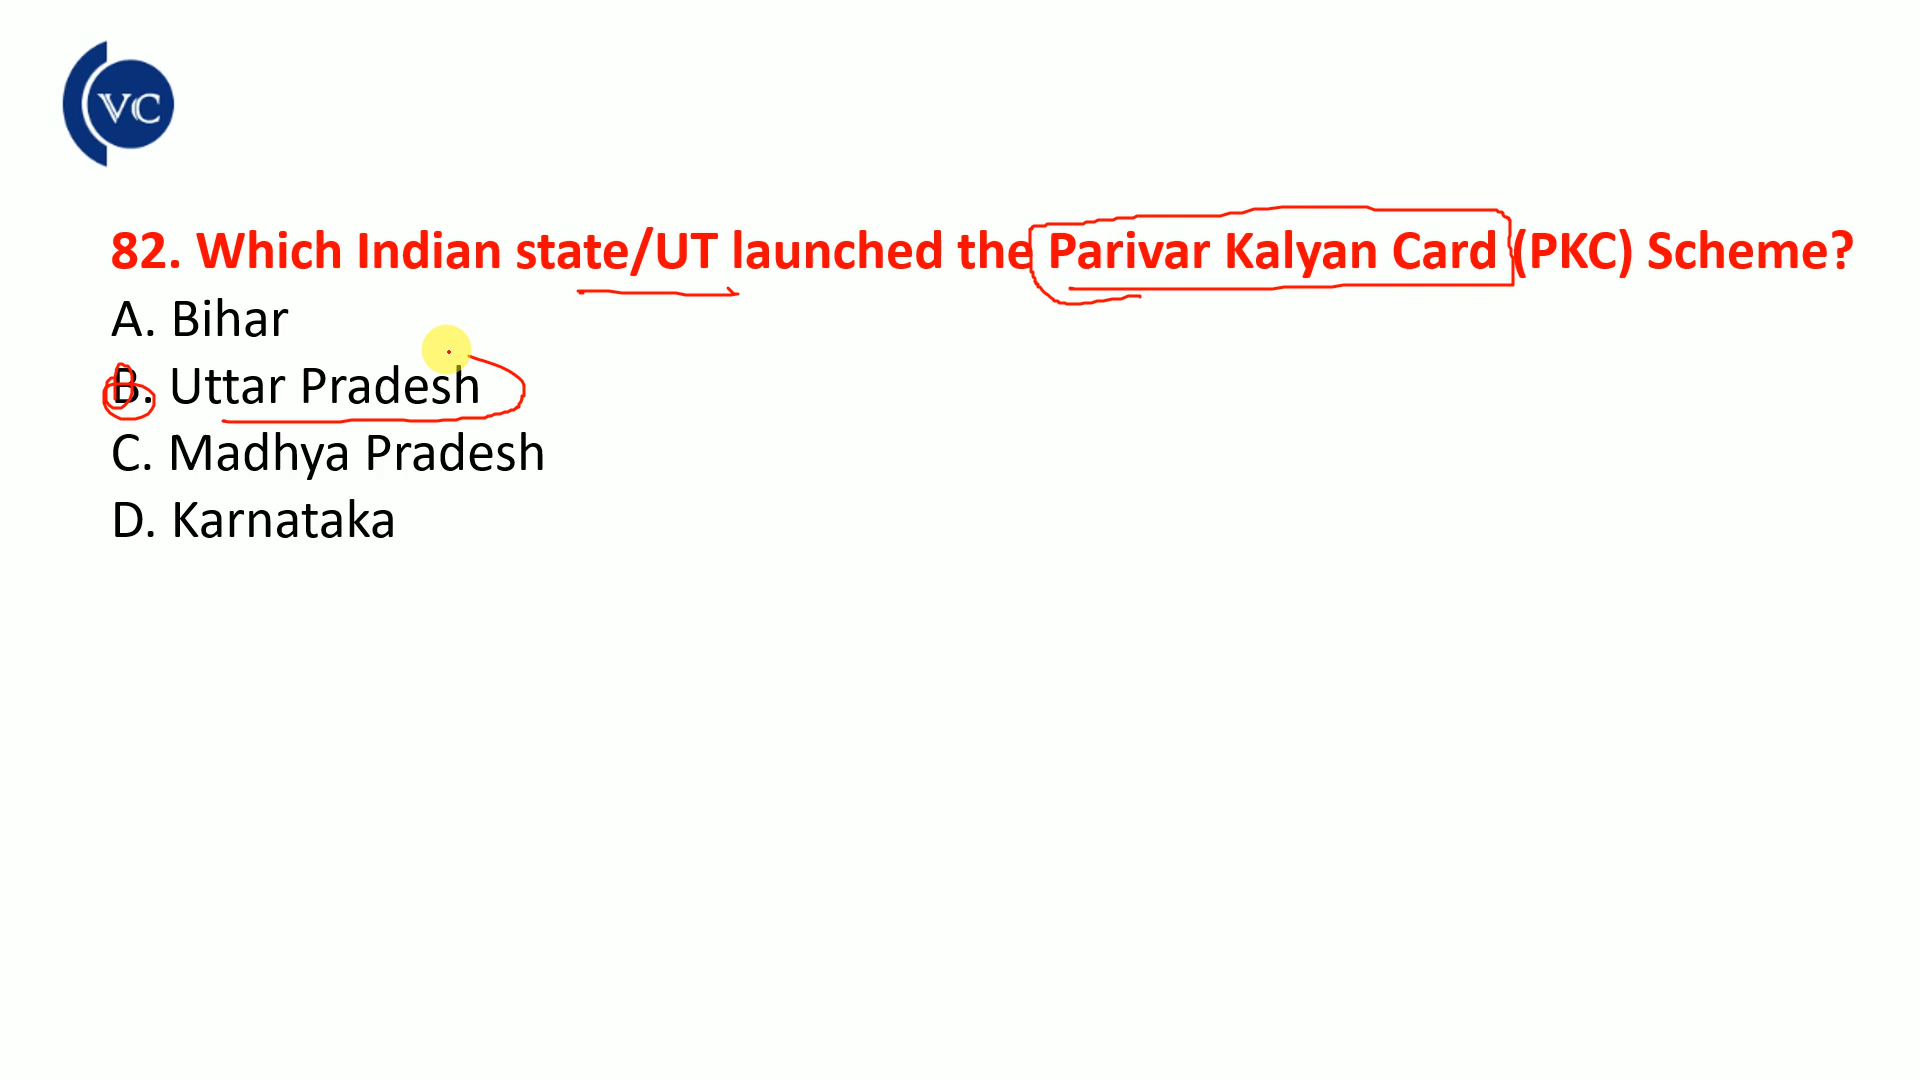 VC
82. Which Indian state/UT launched the Parivar Kalyan Card (PKC) Scheme?
A. Bihar
B. Uttar Pradesh
C. Madhya Pradesh
D. Karnataka